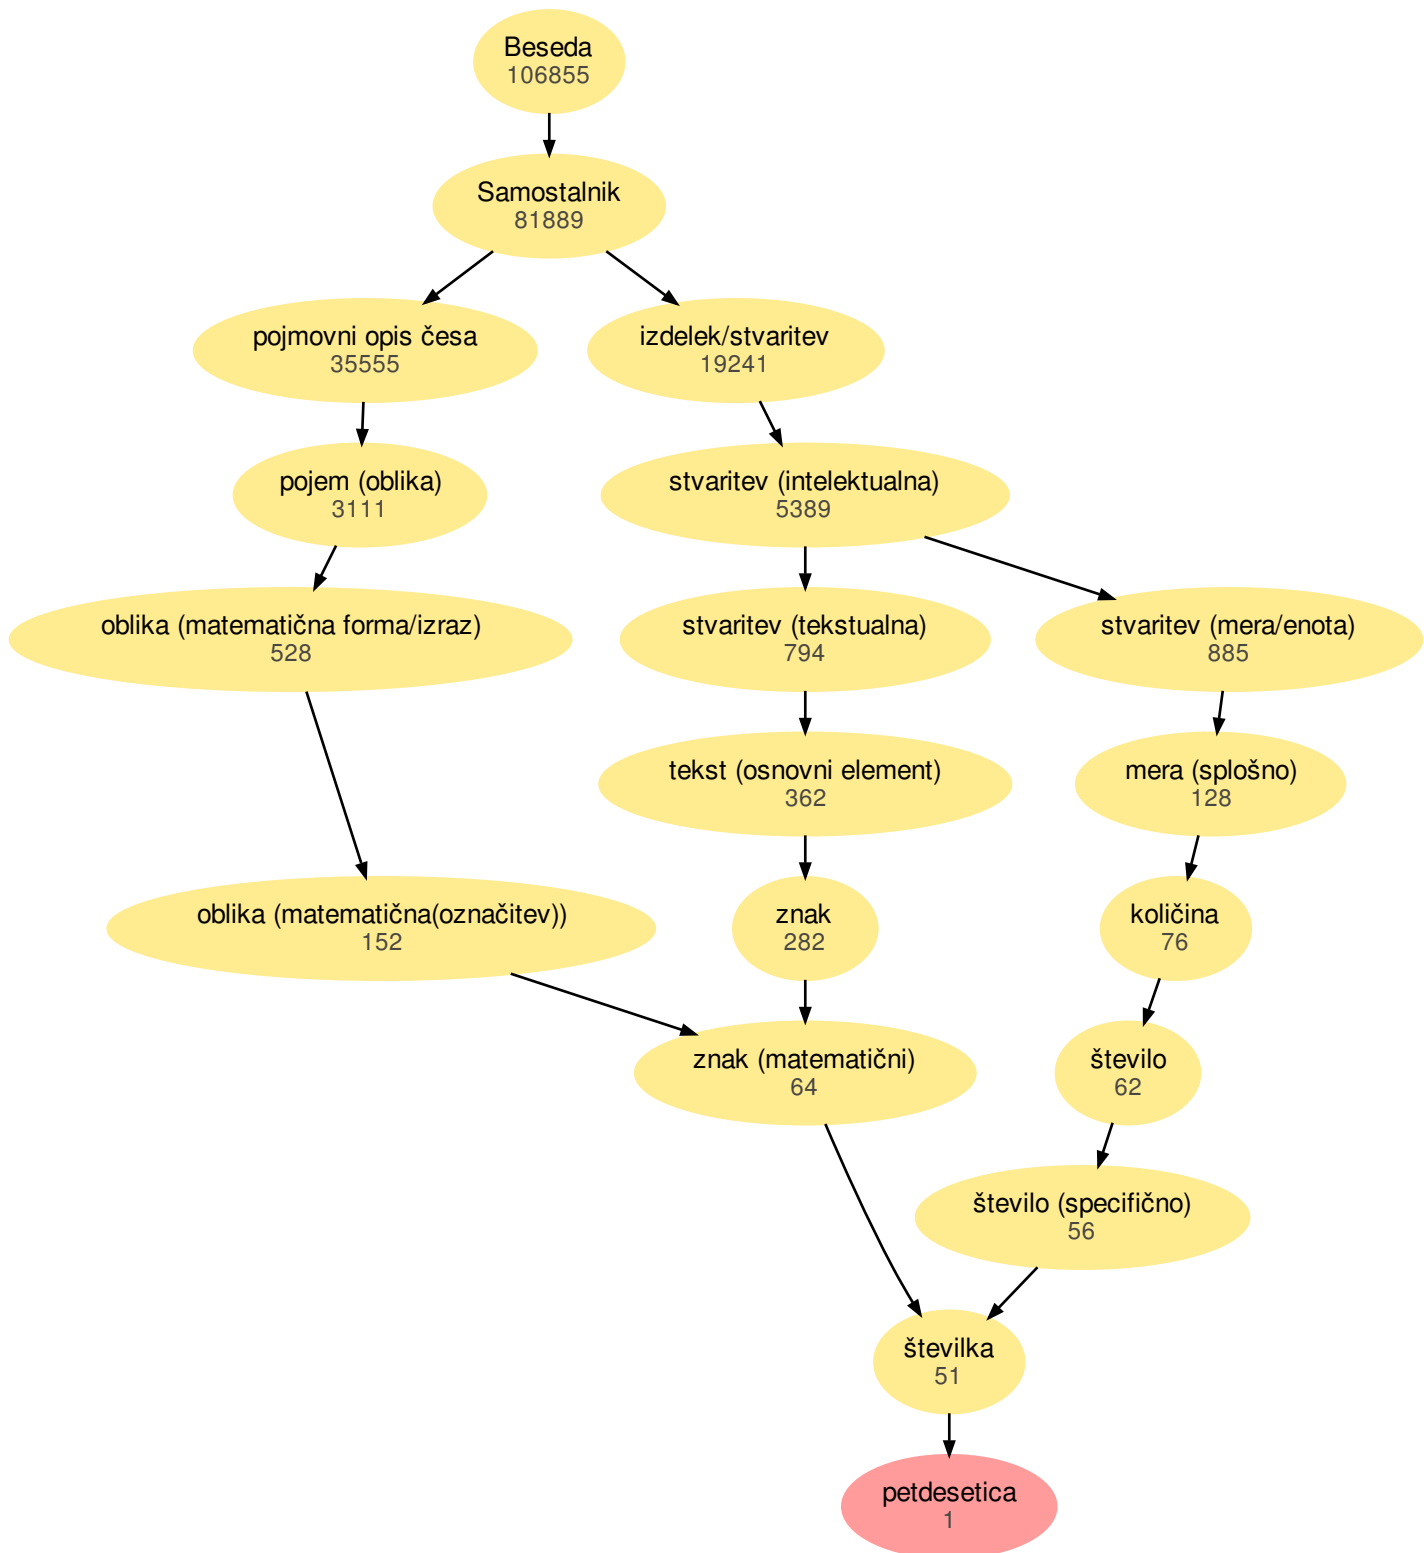 Beseda
106855
Samostalnik
81889
pojmovni opis česa
35555
izdelek/stvaritev
19241
pojem (oblika)
3111
stvaritev (intelektualna)
5389
oblika (matematična forma/izraz)
528
stvaritev (tekstualna)
794
stvaritev (mera/enota)
885
tekst (osnovni element)
362
mera (splošno)
128
oblika (matematična(označitev))
152
znak
282
količina
76
znak (matematični)
64
število
62
število (specifično)
56
številka
51
petdesetica
1